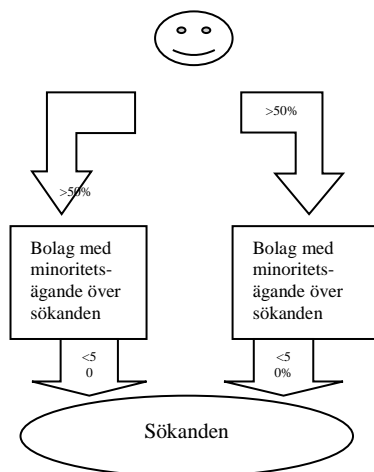 >50%
>50%
Bolag med
minoritets-
ägande över
sökanden
Bolag med
minoritets-
ägande över
sökanden
<5
0
<5
0%
Sökanden